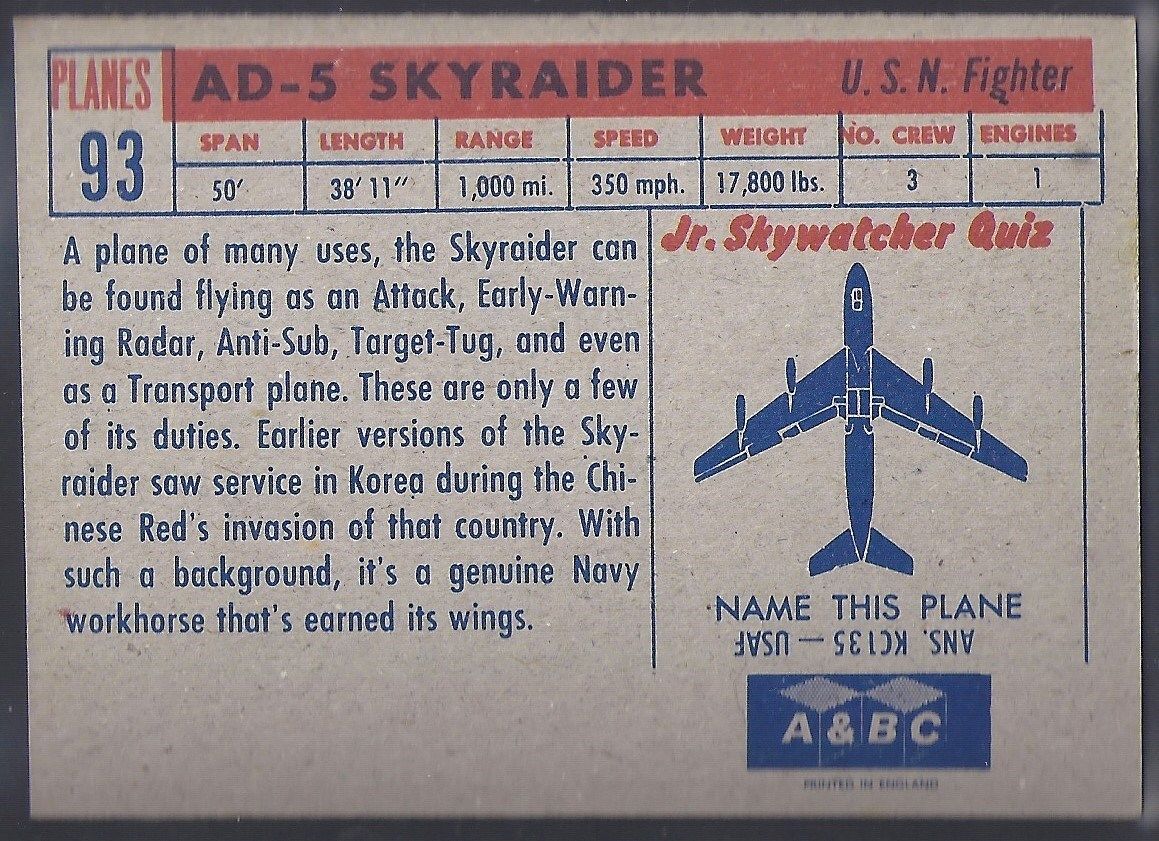 PLANES
93
AD-5 SKYRAIDER U. S. N. Fighter
SPAN LENGTH RANGE SPEED WEIGHT NO. CREW ENGINES
50' 38' 11" 1,000 mi. 350 mph. 17,800 lbs. 3 1
A plane of many uses, the Skyraider can
be found flying as an Attack, Early-Warn-
ing Radar, Anti-Sub, Target-Tug, and even
as a Transport plane. These are only a few
of its duties. Earlier versions of the Sky-
raider saw service in Korea during the Chi-
nese Red's invasion of that country. With
such a background, it's a genuine Navy
workhorse that's earned its wings.
Jr. Skywatcher Quiz
NAME THIS PLANE
ANS. KC135 — USAF
A & BC
PRINTED IN ENGLAND